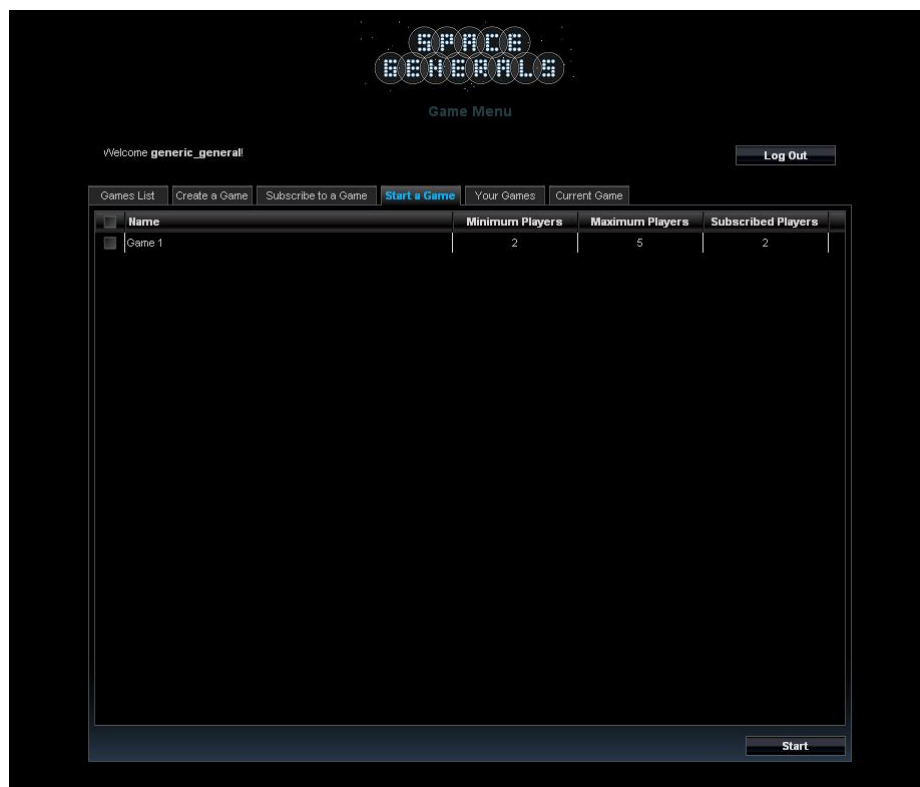 SPACE
GENERALS
Game Menu
Welcome generic_general!
Log Out
Games List Create a Game Subscribe to a Game Start a Game Your Games Current Game
Name Minimum Players Maximum Players Subscribed Players
Game 1 2 5 2
Start